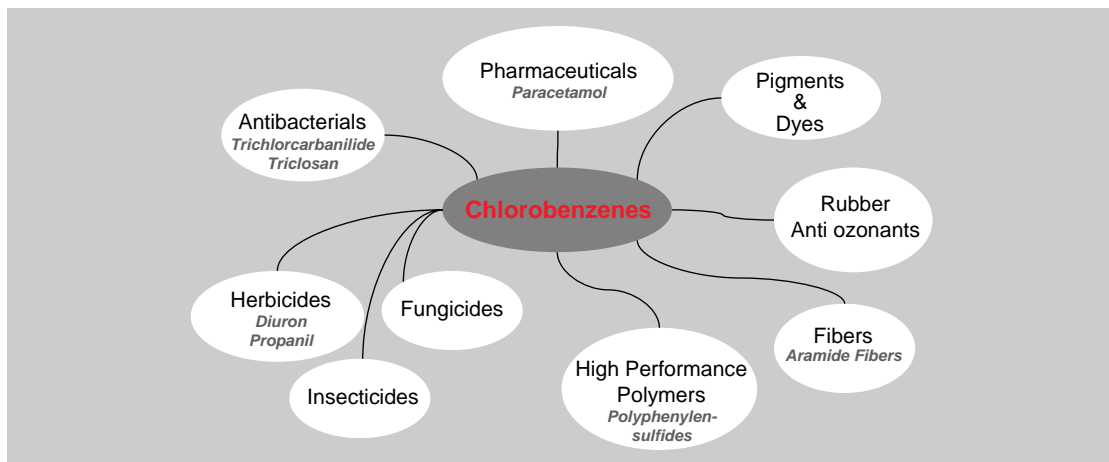 Pharmaceuticals
Paracetamol
Pigments
&
Dyes
Antibacterials
Trichlorcarbanilide
Triclosan
Chlorobenzenes
Rubber
Anti ozonants
Herbicides
Diuron
Propanil
Fungicides
Fibers
Aramide Fibers
Insecticides
High Performance
Polymers
Polyphenylen-
sulfides